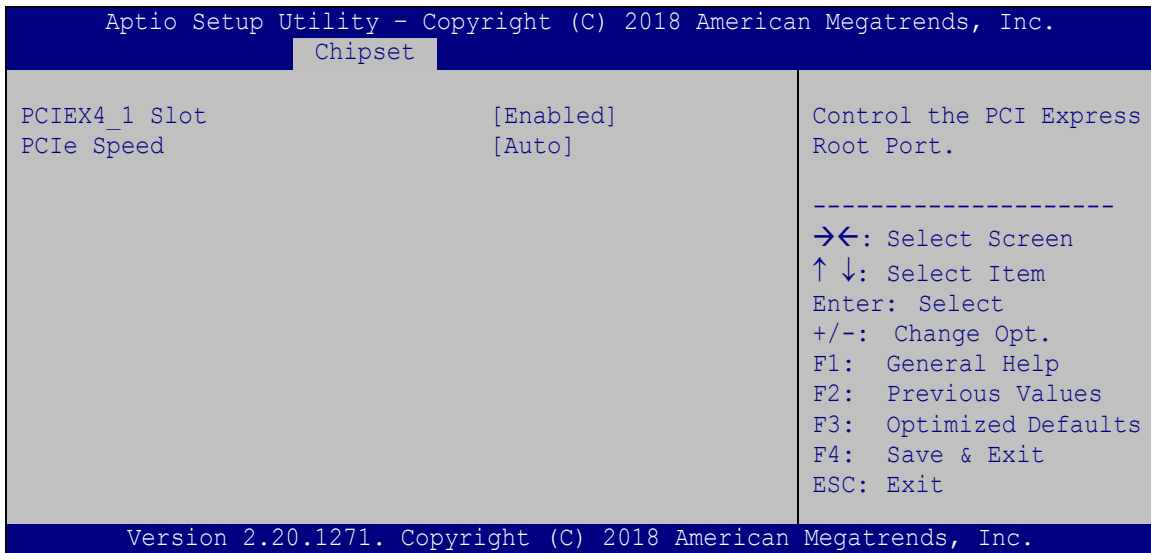 Aptio Setup Utility – Copyright (C) 2018 American Megatrends, Inc.
Chipset
PCIEX4_1 Slot [Enabled]
PCIe Speed [Auto]
Control the PCI Express
Root Port.
---------------------
→←: Select Screen
↑ ↓: Select Item
Enter: Select
+/-: Change Opt.
F1: General Help
F2: Previous Values
F3: Optimized Defaults
F4: Save & Exit
ESC: Exit
Version 2.20.1271. Copyright (C) 2018 American Megatrends, Inc.